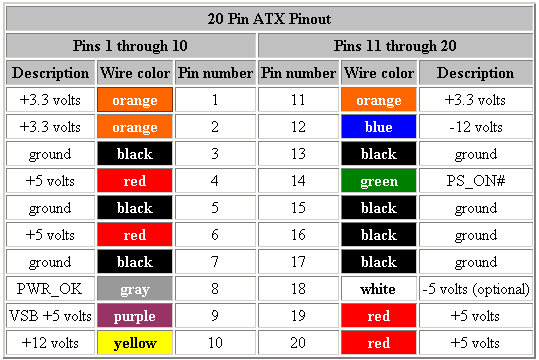 20 Pin ATX Pinout
Pins 1 through 10 Pins 11 through 20
Description Wire color Pin number Pin number Wire color Description
+3.3 volts orange 1 11 orange +3.3 volts
+3.3 volts orange 2 12 blue -12 volts
ground black 3 13 black ground
+5 volts red 4 14 green PS_ON#
ground black 5 15 black ground
+5 volts red 6 16 black ground
ground black 7 17 black ground
PWR_OK gray 8 18 white -5 volts (optional)
VSB +5 volts purple 9 19 red +5 volts
+12 volts yellow 10 20 red +5 volts